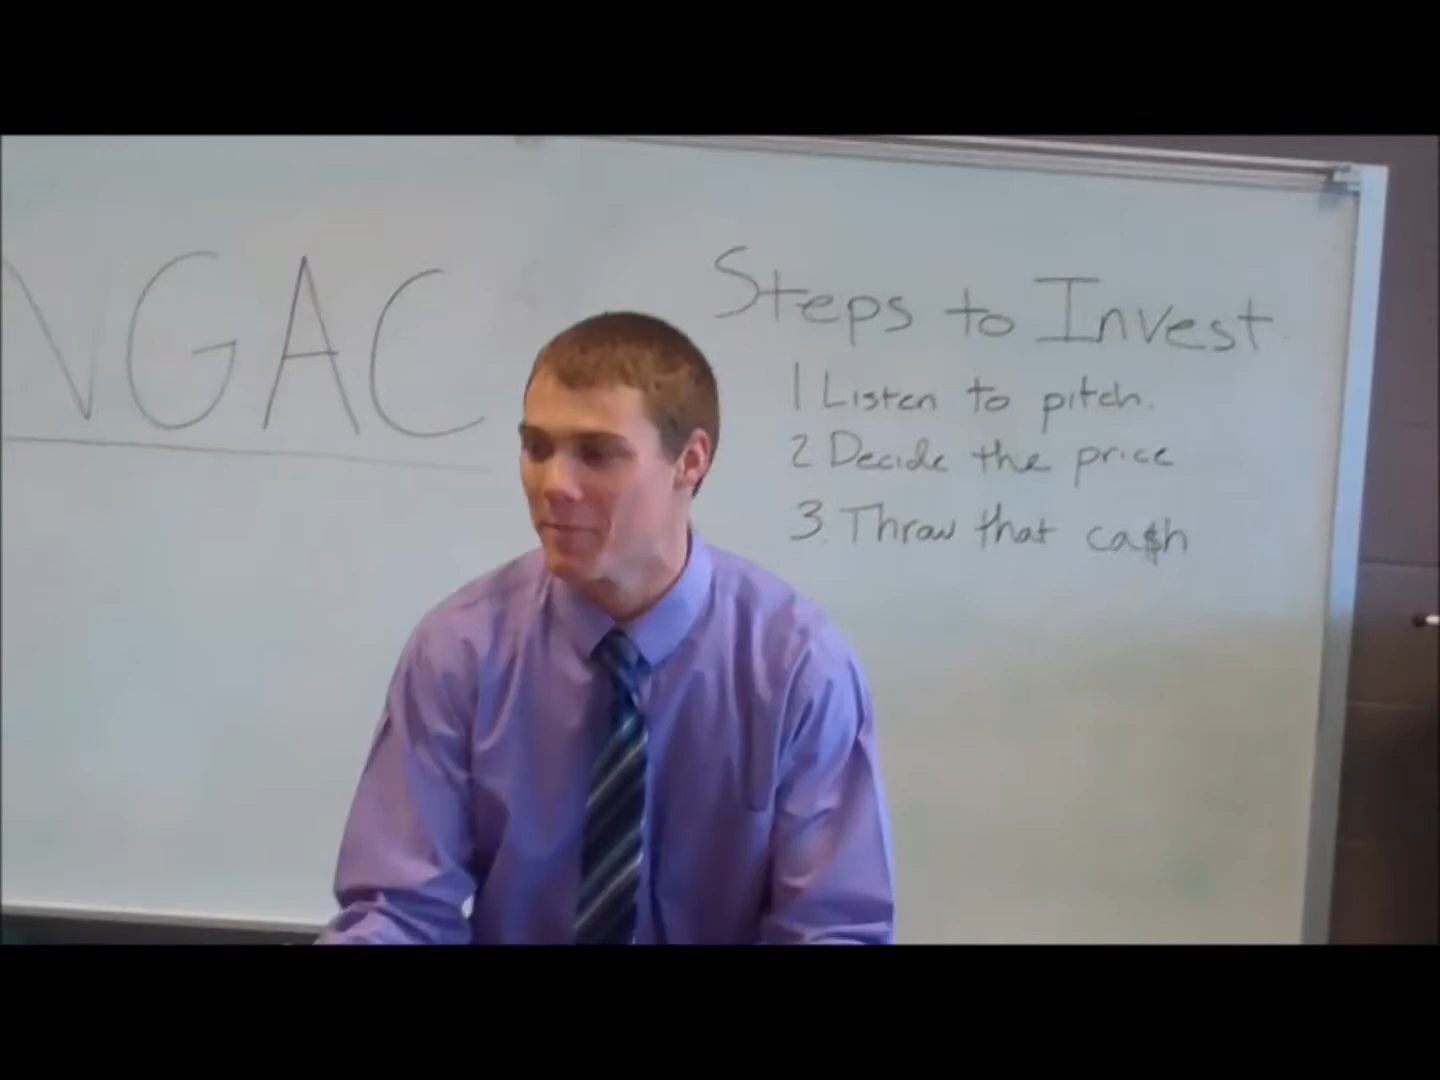 NGAC
Steps to Invest
1 Listen to pitch.
2 Decide the price
3. Throw that ca$h